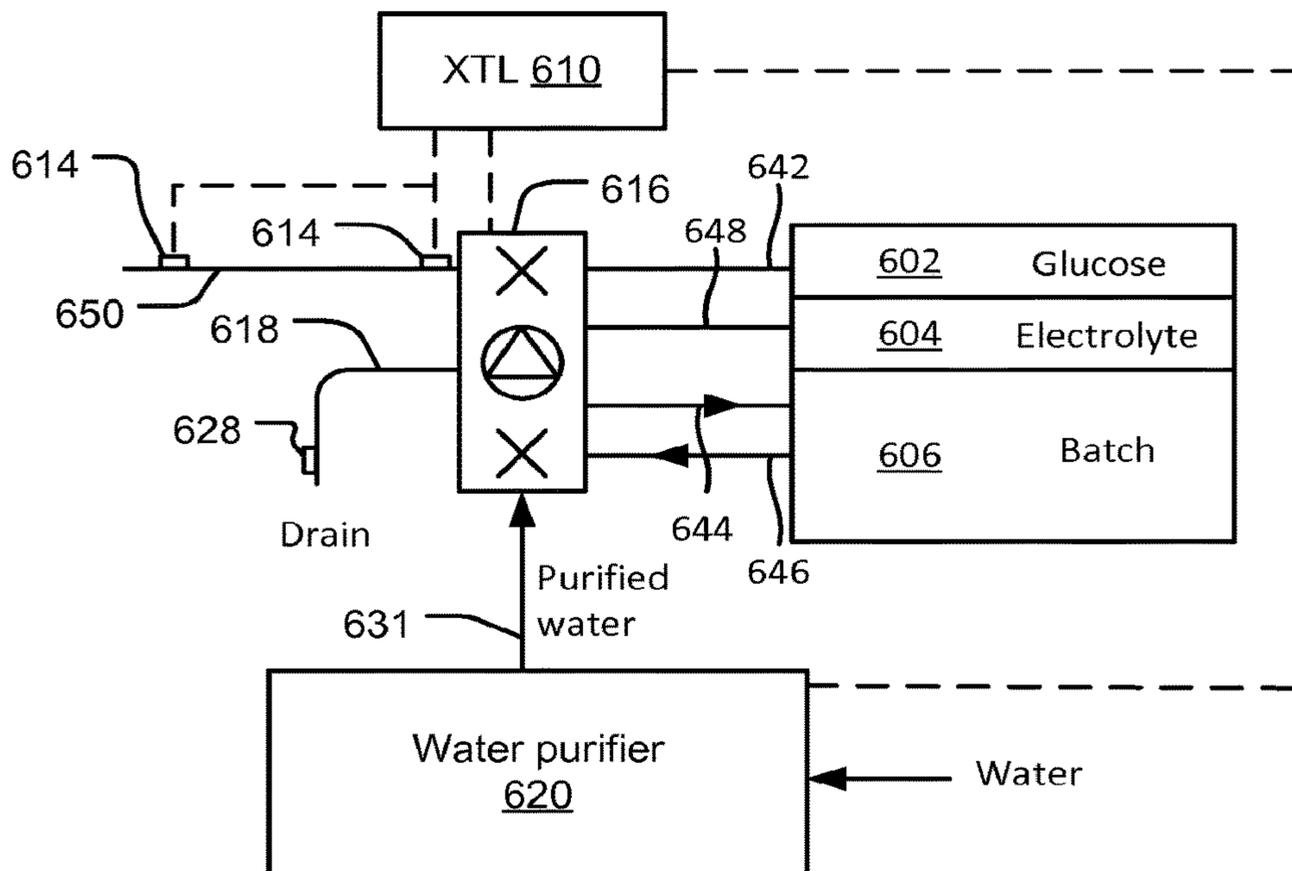 XTL 610
614
616
642
614
648
602 Glucose
650
618
604 Electrolyte
628
606 Batch
Drain
644
646
Purified
water
631
Water purifier
620
Water